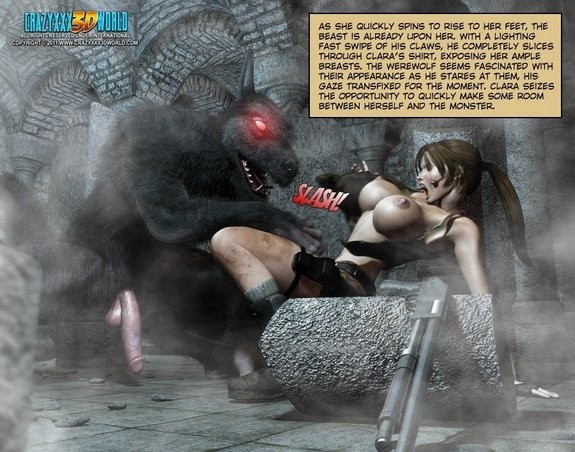 CRAZYXXX3DWORLD
ALL RIGHTS RESERVED UNDER INTERNATIONAL
COPYRIGHT © 2011 WWW.CRAZYXXX3DWORLD.COM
AS SHE QUICKLY SPINS TO RISE TO HER FEET, THE
BEAST IS ALREADY UPON HER. WITH A LIGHTING
FAST SWIPE OF HIS CLAWS, HE COMPLETELY SLICES
THROUGH CLARA'S SHIRT, EXPOSING HER AMPLE
BREASTS. THE WEREWOLF SEEMS FASCINATED WITH
THEIR APPEARANCE AS HE STARES AT THEM, HIS
GAZE TRANSFIXED FOR THE MOMENT. CLARA SEIZES
THE OPPORTUNITY TO QUICKLY MAKE SOME ROOM
BETWEEN HERSELF AND THE MONSTER.
SLASH!